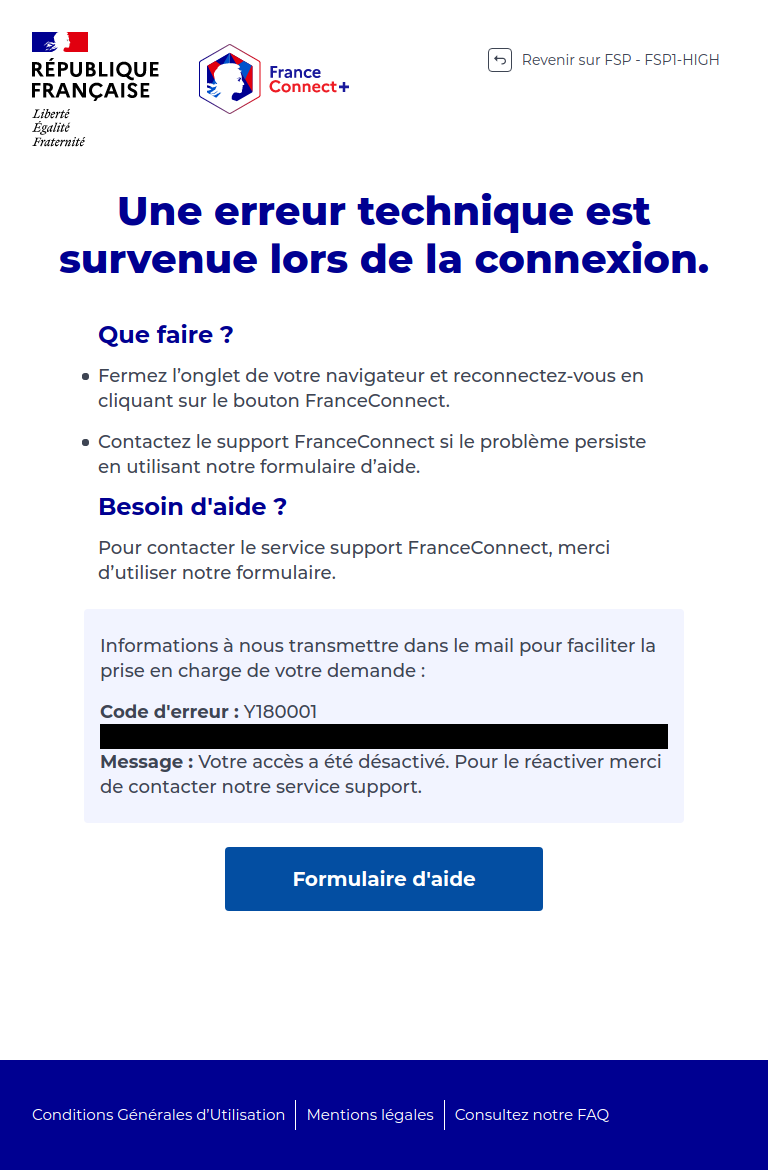 RÉPUBLIQUE
FRANÇAISE
Liberté
Égalité
Fraternité
France
Connect+
Revenir sur FSP - FSP1-HIGH
Une erreur technique est
survenue lors de la connexion.
Que faire ?
Fermez l’onglet de votre navigateur et reconnectez-vous en
cliquant sur le bouton FranceConnect.
Contactez le support FranceConnect si le problème persiste
en utilisant notre formulaire d’aide.
Besoin d'aide ?
Pour contacter le service support FranceConnect, merci
d’utiliser notre formulaire.
Informations à nous transmettre dans le mail pour faciliter la
prise en charge de votre demande :
Code d'erreur : Y180001
Message : Votre accès a été désactivé. Pour le réactiver merci
de contacter notre service support.
Formulaire d'aide
Conditions Générales d’Utilisation
Mentions légales
Consultez notre FAQ